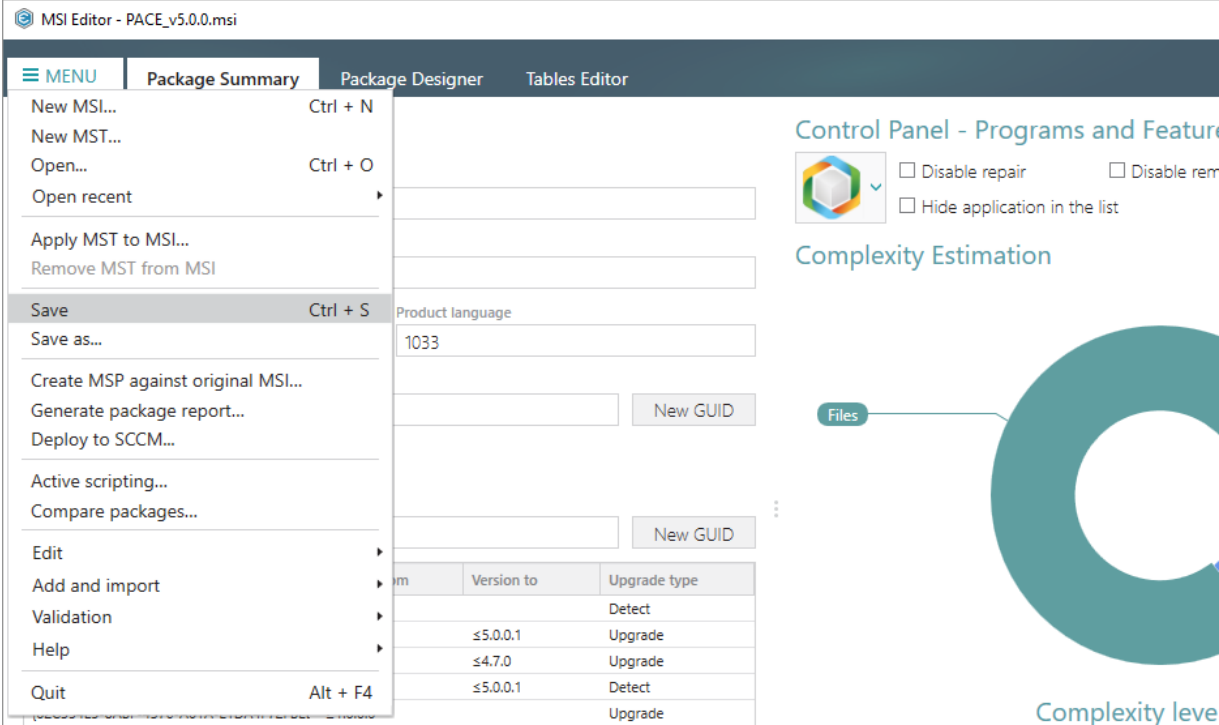 MSI Editor - PACE_v5.0.0.msi
MENU Package Summary Package Designer Tables Editor
New MSI... Ctrl + N
New MST...
Open... Ctrl + O
Open recent
Apply MST to MSI...
Remove MST from MSI
Save Ctrl + S
Save as...
Create MSP against original MSI...
Generate package report...
Deploy to SCCM...
Active scripting...
Compare packages...
Edit
Add and import
Validation
Help
Quit Alt + F4
Product language
1033
New GUID
New GUID
Version to Upgrade type
Detect
≤5.0.0.1 Upgrade
≤4.7.0 Upgrade
≤5.0.0.1 Detect
Upgrade
Control Panel - Programs and Feature
Disable repair Disable rem
Hide application in the list
Complexity Estimation
Files
Complexity leve